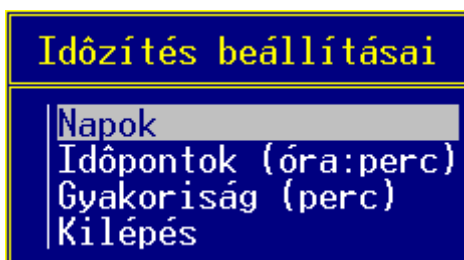 Idôzítés beállításai
Napok
Idôpontok (óra:perc)
Gyakoriság (perc)
Kilépés